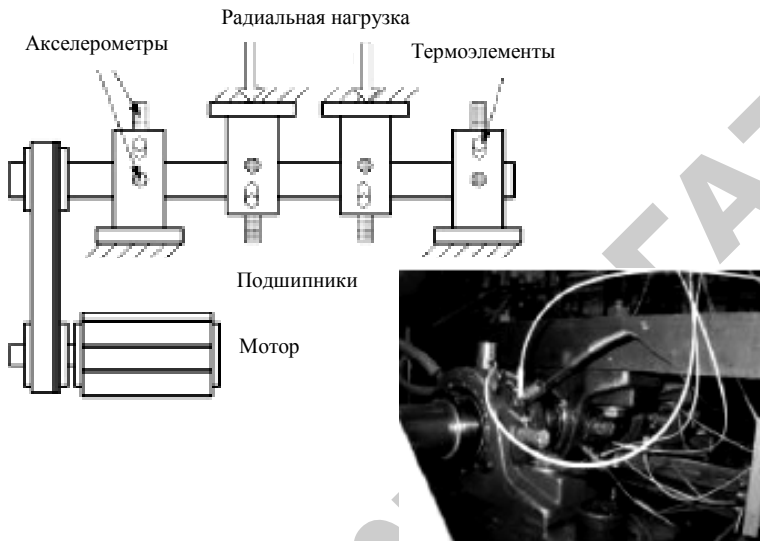 Радиальная нагрузка
Акселерометры
Термоэлементы
Подшипники
Мотор